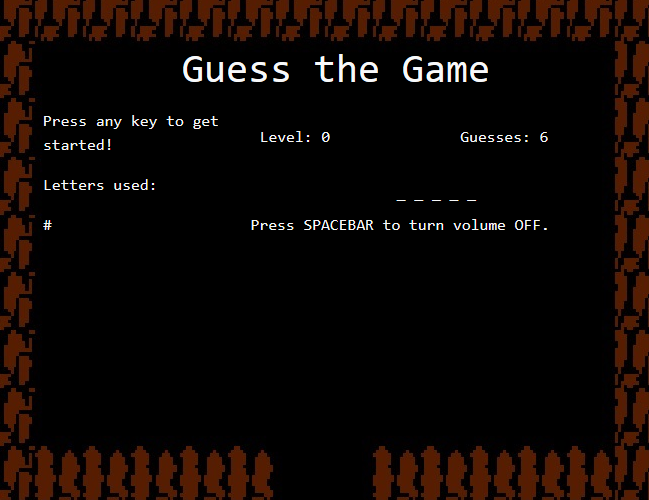 Guess the Game
Press any key to get
started!
Level: 0
Guesses: 6
Letters used:
_ _ _ _ _
#
Press SPACEBAR to turn volume OFF.